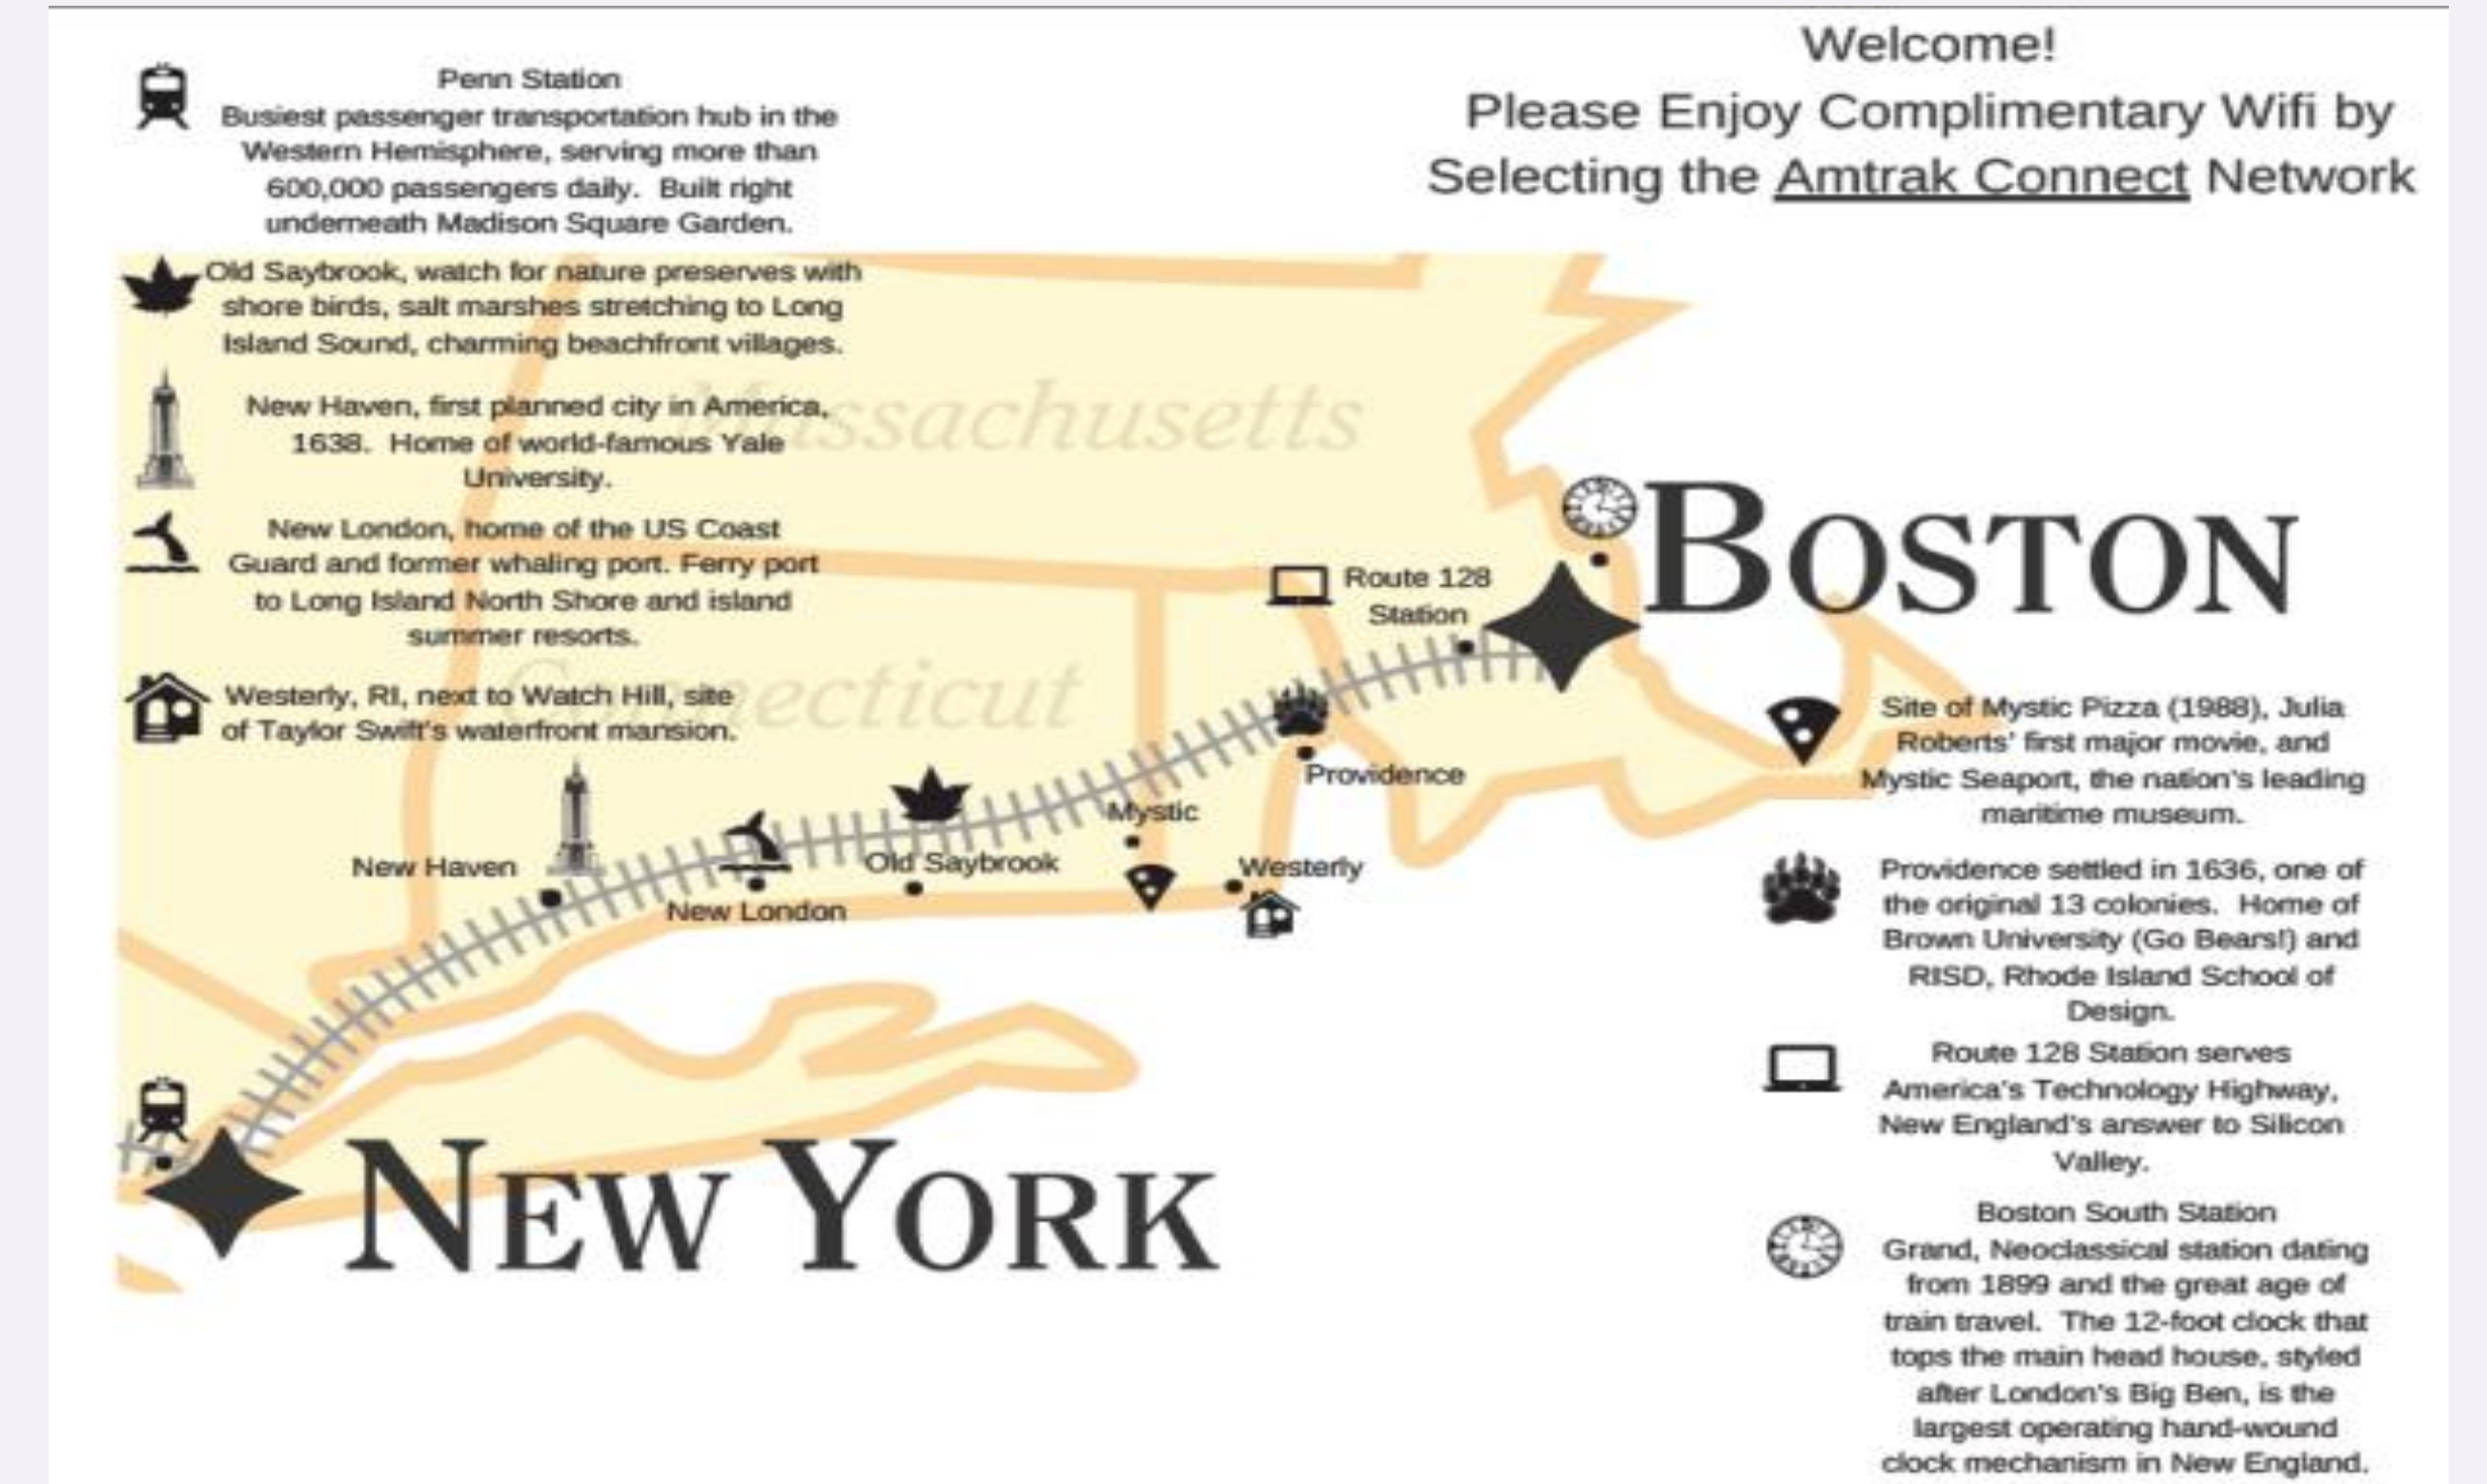 Welcome!
Please Enjoy Complimentary Wifi by
Selecting the Amtrak Connect Network
Penn Station
Busiest passenger transportation hub in the
Western Hemisphere, serving more than
600,000 passengers daily. Built right
underneath Madison Square Garden.
Old Saybrook, watch for nature preserves with
shore birds, salt marshes stretching to Long
Island Sound, charming beachfront villages.
New Haven, first planned city in America,
1638. Home of world-famous Yale
University.
New London, home of the US Coast
Guard and former whaling port. Ferry port
to Long Island North Shore and island
summer resorts.
Westerly, RI, next to Watch Hill, site
of Taylor Swift's waterfront mansion.
Massachusetts
Connecticut
BOSTON
Route 128
Station
Providence
Mystic
Westerly
Old Saybrook
New London
New Haven
NEW YORK
Site of Mystic Pizza (1988), Julia
Roberts' first major movie, and
Mystic Seaport, the nation's leading
maritime museum.
Providence settled in 1636, one of
the original 13 colonies. Home of
Brown University (Go Bears!) and
RISD, Rhode Island School of
Design.
Route 128 Station serves
America's Technology Highway,
New England's answer to Silicon
Valley.
Boston South Station
Grand, Neoclassical station dating
from 1899 and the great age of
train travel. The 12-foot clock that
tops the main head house, styled
after London's Big Ben, is the
largest operating hand-wound
clock mechanism in New England.